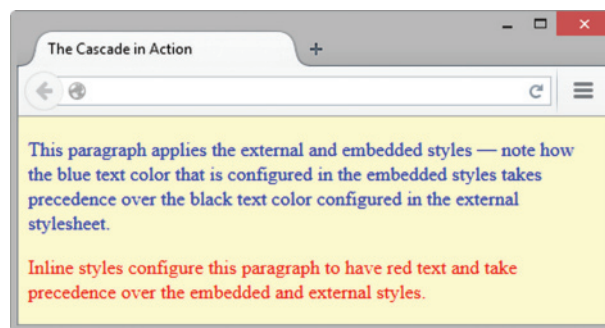 The Cascade in Action
This paragraph applies the external and embedded styles — note how
the blue text color that is configured in the embedded styles takes
precedence over the black text color configured in the external
stylesheet.
Inline styles configure this paragraph to have red text and take
precedence over the embedded and external styles.